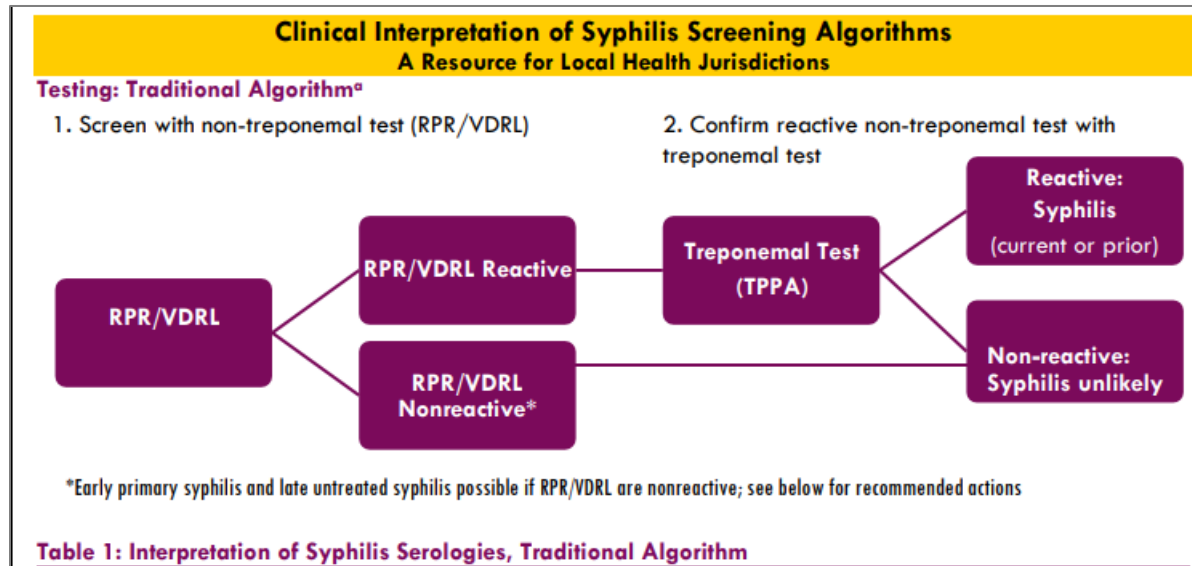 Clinical Interpretation of Syphilis Screening Algorithms
A Resource for Local Health Jurisdictions
Testing: Traditional Algorithmᵃ
1. Screen with non-treponemal test (RPR/VDRL)
2. Confirm reactive non-treponemal test with
treponemal test
RPR/VDRL
RPR/VDRL Reactive
RPR/VDRL
Nonreactive*
Treponemal Test
(TPPA)
Reactive:
Syphilis
(current or prior)
Non-reactive:
Syphilis unlikely
*Early primary syphilis and late untreated syphilis possible if RPR/VDRL are nonreactive; see below for recommended actions
Table 1: Interpretation of Syphilis Serologies, Traditional Algorithm